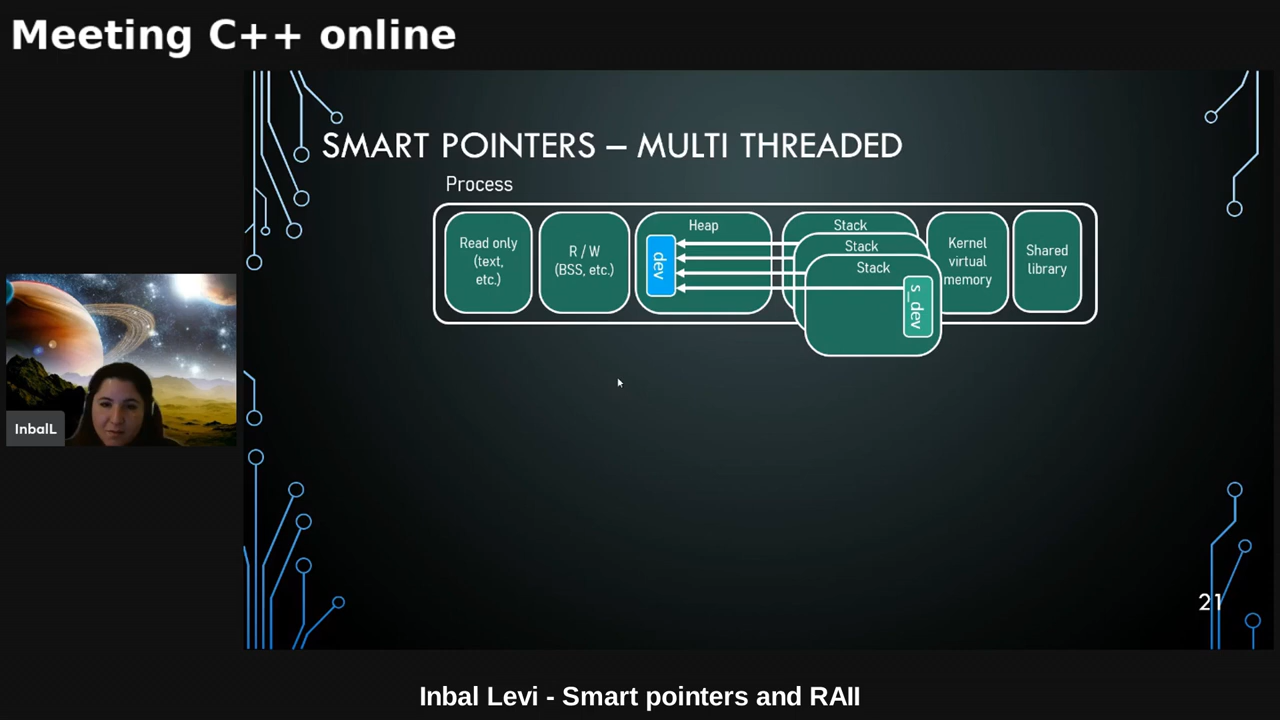 Meeting C++ online
SMART POINTERS – MULTI THREADED
Process
Read only
(text,
etc.)
R / W
(BSS, etc.)
Heap
dev
Stack
Stack
Stack
s_dev
Kernel
virtual
memory
Shared
library
InbalL
21
Inbal Levi - Smart pointers and RAII